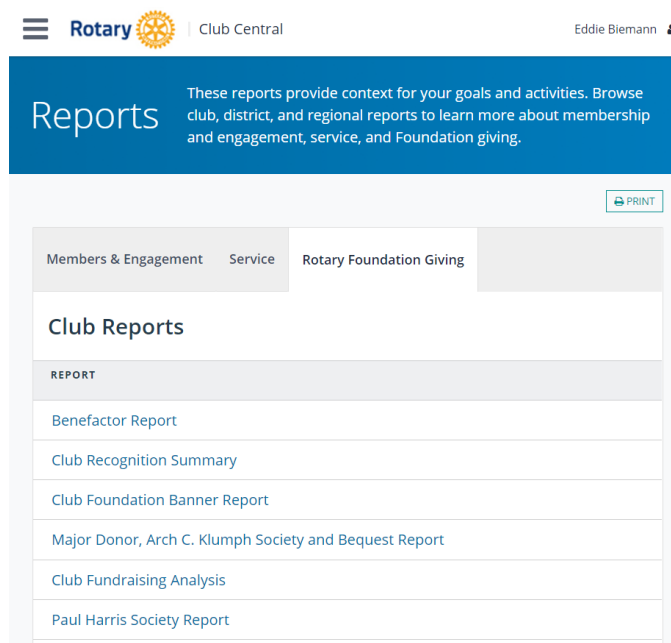 Rotary
Club Central
Eddie Biemann
Reports
These reports provide context for your goals and activities. Browse
club, district, and regional reports to learn more about membership
and engagement, service, and Foundation giving.
PRINT
Members & Engagement
Service
Rotary Foundation Giving
Club Reports
REPORT
Benefactor Report
Club Recognition Summary
Club Foundation Banner Report
Major Donor, Arch C. Klumph Society and Bequest Report
Club Fundraising Analysis
Paul Harris Society Report